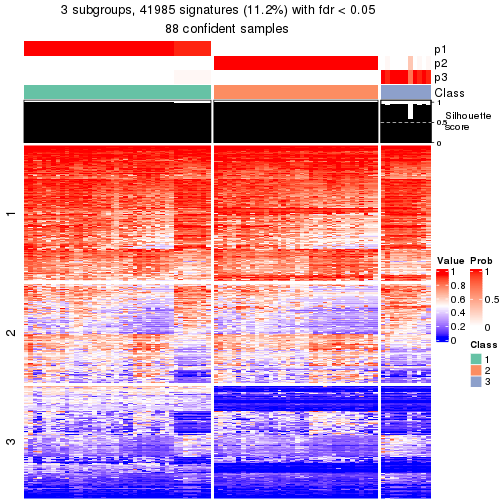 3 subgroups, 41985 signatures (11.2%) with fdr < 0.05
88 confident samples
p1
p2
p3
Class
1
0.5
0
Silhouette
score
1
2
3
Value
1
0.8
0.6
0.4
0.2
0
Prob
1
0.5
0
Class
1
2
3